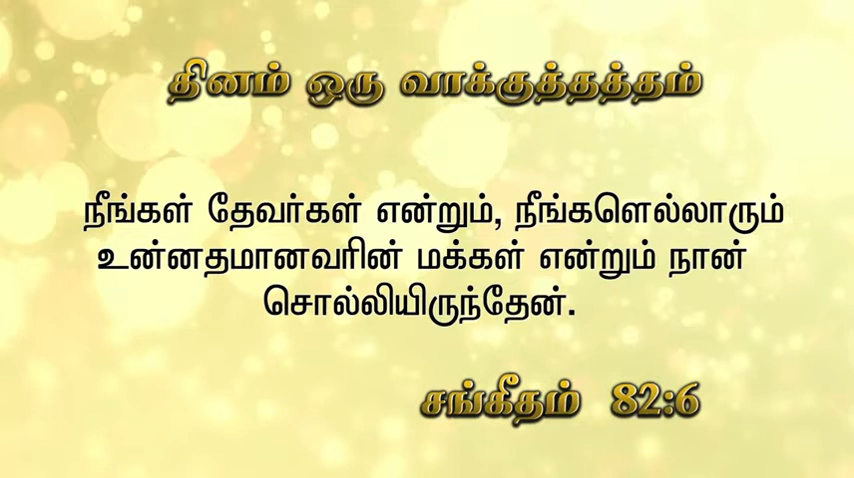 தினம் ஒரு வாக்குத்தத்தம்
நீங்கள் தேவர்கள் என்றும், நீங்களெல்லாரும்
உன்னதமானவரின் மக்கள் என்றும் நான்
சொல்லியிருந்தேன்.
சங்கீதம் 82:6